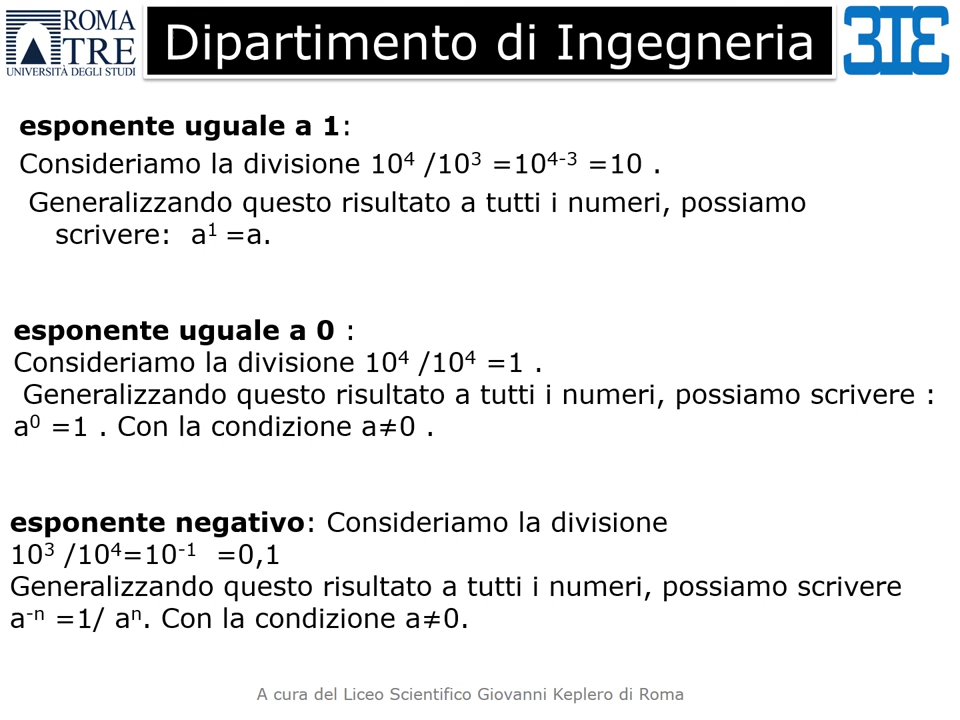 ROMA
TRE
UNIVERSITÀ DEGLI STUDI
Dipartimento di Ingegneria
esponente uguale a 1:
Consideriamo la divisione 10⁴ /10³ =10⁴⁻³ =10 .
Generalizzando questo risultato a tutti i numeri, possiamo
scrivere: a¹ =a.
esponente uguale a 0 :
Consideriamo la divisione 10⁴ /10⁴ =1 .
Generalizzando questo risultato a tutti i numeri, possiamo scrivere :
a⁰ =1 . Con la condizione a≠0 .
esponente negativo: Consideriamo la divisione
10³ /10⁴=10⁻¹ =0,1
Generalizzando questo risultato a tutti i numeri, possiamo scrivere
a⁻ⁿ =1/ aⁿ. Con la condizione a≠0.
A cura del Liceo Scientifico Giovanni Keplero di Roma